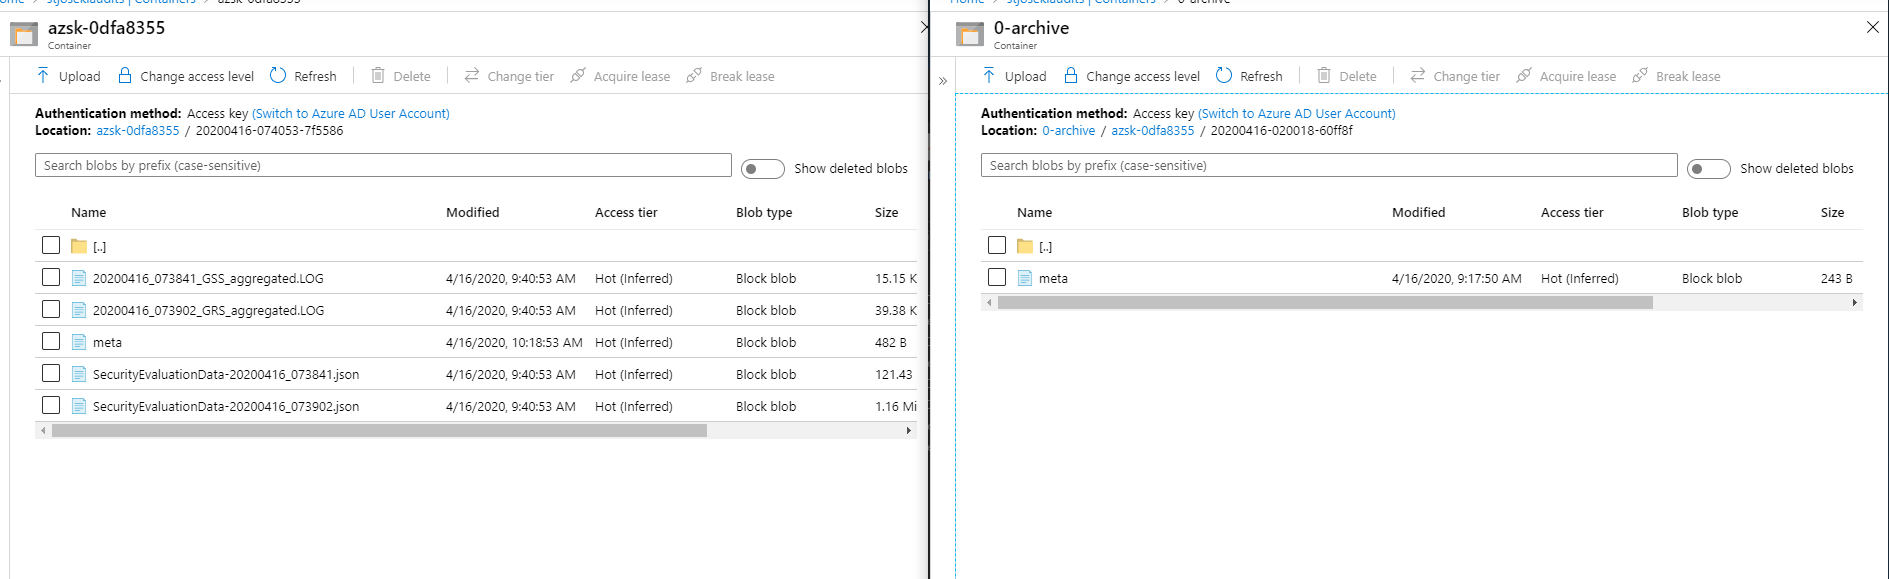 stjoseklaudits | Containers > azsk-0dfa8355
azsk-0dfa8355
Container
Upload Change access level Refresh Delete Change tier Acquire lease Break lease
Authentication method: Access key (Switch to Azure AD User Account)
Location: azsk-0dfa8355 / 20200416-074053-7f5586
Search blobs by prefix (case-sensitive)
Show deleted blobs
Name Modified Access tier Blob type Size
[..]
20200416_073841_GSS_aggregated.LOG 4/16/2020, 9:40:53 AM Hot (Inferred) Block blob 15.15 K
20200416_073902_GRS_aggregated.LOG 4/16/2020, 9:40:53 AM Hot (Inferred) Block blob 39.38 K
meta 4/16/2020, 10:18:53 AM Hot (Inferred) Block blob 482 B
SecurityEvaluationData-20200416_073841.json 4/16/2020, 9:40:53 AM Hot (Inferred) Block blob 121.43
SecurityEvaluationData-20200416_073902.json 4/16/2020, 9:40:53 AM Hot (Inferred) Block blob 1.16 Mi
Home > stjoseklaudits | Containers > 0-archive
0-archive
Container
Upload Change access level Refresh Delete Change tier Acquire lease Break lease
Authentication method: Access key (Switch to Azure AD User Account)
Location: 0-archive / azsk-0dfa8355 / 20200416-020018-60ff8f
Search blobs by prefix (case-sensitive)
Show deleted blobs
Name Modified Access tier Blob type Size
[..]
meta 4/16/2020, 9:17:50 AM Hot (Inferred) Block blob 243 B